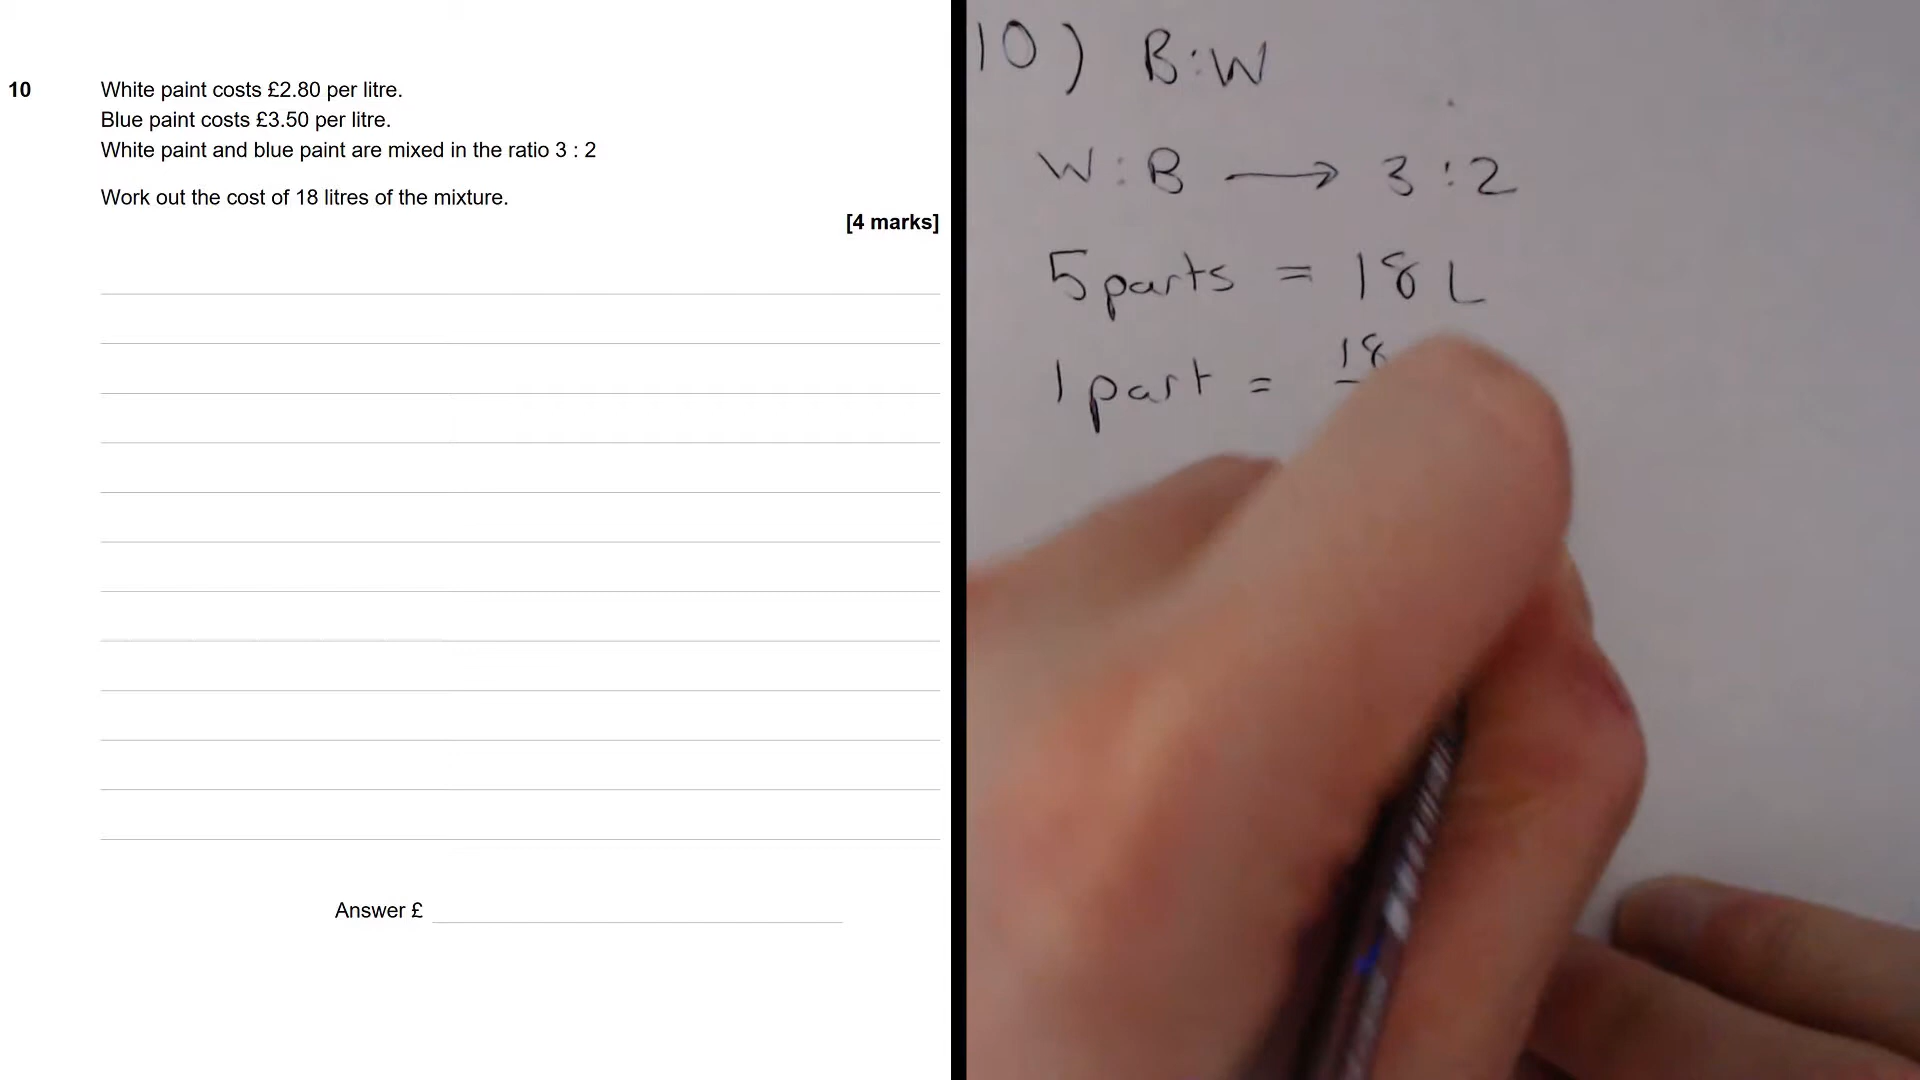 10 White paint costs £2.80 per litre.
Blue paint costs £3.50 per litre.
White paint and blue paint are mixed in the ratio 3 : 2
Work out the cost of 18 litres of the mixture.
[4 marks]
Answer £
10) B:W
W:B → 3:2
5 parts = 18 L
1 part = 18